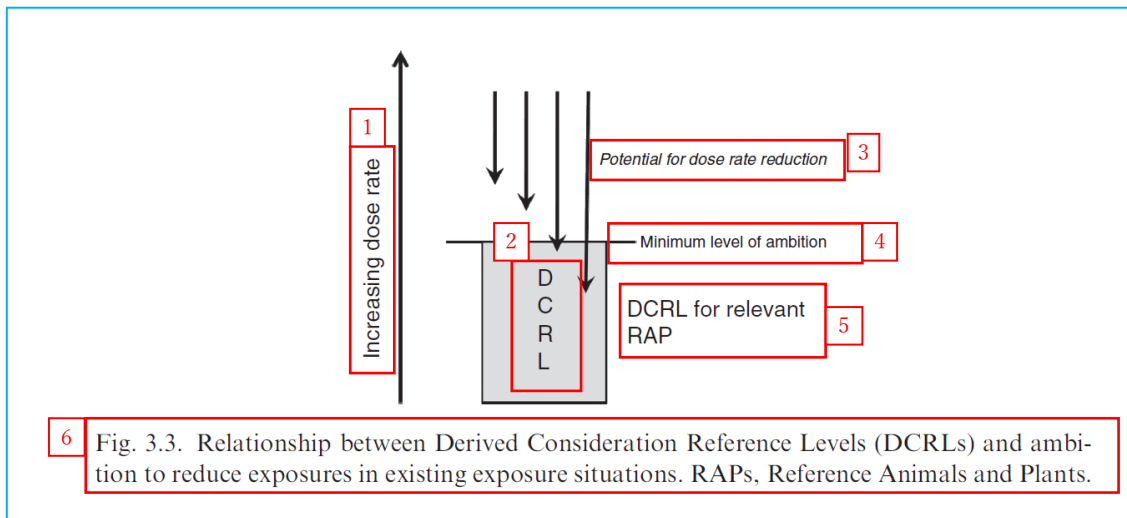 1
Increasing dose rate
3
Potential for dose rate reduction
2
4
Minimum level of ambition
D
C
R
L
5
DCRL for relevant
RAP
6
Fig. 3.3. Relationship between Derived Consideration Reference Levels (DCRLs) and ambi-
tion to reduce exposures in existing exposure situations. RAPs, Reference Animals and Plants.